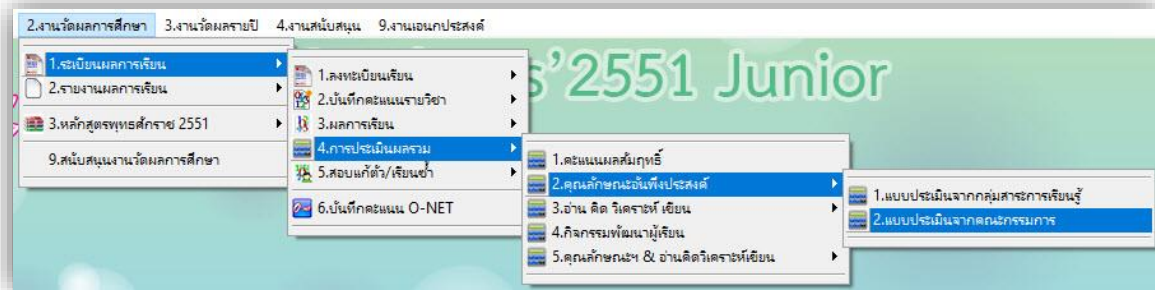 2.งานวัดผลการศึกษา 3.งานวัดผลรายปี 4.งานสนับสนุน 9.งานเอนกประสงค์
s'2551 Junior
1.ระเบียนผลการเรียน
2.รายงานผลการเรียน
3.หลักสูตรพุทธศักราช 2551
9.สนับสนุนงานวัดผลการศึกษา
1.ลงทะเบียนเรียน
2.บันทึกคะแนนรายวิชา
3.ผลการเรียน
4.การประเมินผลรวม
5.สอบแก้ตัว/เรียนซ้ำ
6.บันทึกคะแนน O-NET
1.คะแนนผลสัมฤทธิ์
2.คุณลักษณะอันพึงประสงค์
3.อ่าน คิด วิเคราะห์ เขียน
4.กิจกรรมพัฒนาผู้เรียน
5.คุณลักษณะฯ & อ่านคิดวิเคราะห์เขียน
1.แบบประเมินจากกลุ่มสาระการเรียนรู้
2.แบบประเมินจากคณะกรรมการ